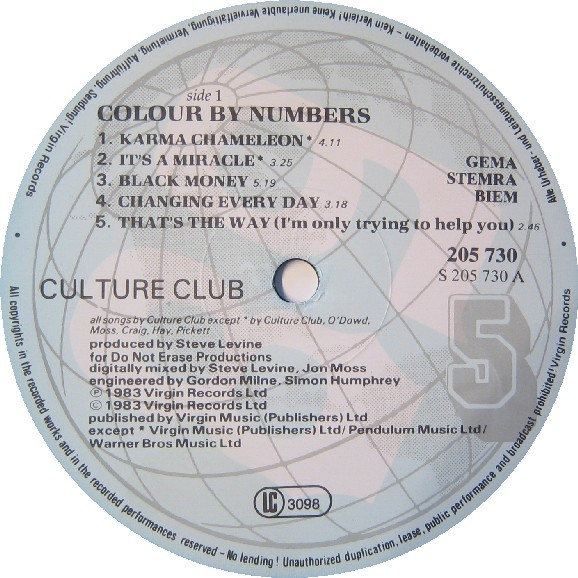 side 1
COLOUR BY NUMBERS
1. KARMA CHAMELEON* 4.11
2. IT'S A MIRACLE* 3.25
3. BLACK MONEY 5.19
4. CHANGING EVERY DAY 3.18
5. THAT'S THE WAY (I'm only trying to help you) 2.46
GEMA
STEMRA
BIEM
205 730
S 205 730 A
CULTURE CLUB
5
all songs by Culture Club except * by Culture Club, O'Dowd,
Moss, Craig, Hay, Pickett
produced by Steve Levine
for Do Not Erase Productions
digitally mixed by Steve Levine, Jon Moss
engineered by Gordon Milne, Simon Humphrey
℗ 1983 Virgin Records Ltd
© 1983 Virgin Records Ltd
published by Virgin Music (Publishers) Ltd
except * Virgin Music (Publishers) Ltd/Pendulum Music Ltd/
Warner Bros Music Ltd
LC 3098
Alle Urheber- und Leistungsschutzrechte vorbehalten – Kein Verleih! Keine unerlaubte Vervielfältigung, Vermietung, Aufführung, Sendung! Virgin Records
All copyrights in the recorded works and in the recorded performances reserved – No lending! Unauthorized duplication, lease, public performance and broadcast prohibited! Virgin Records